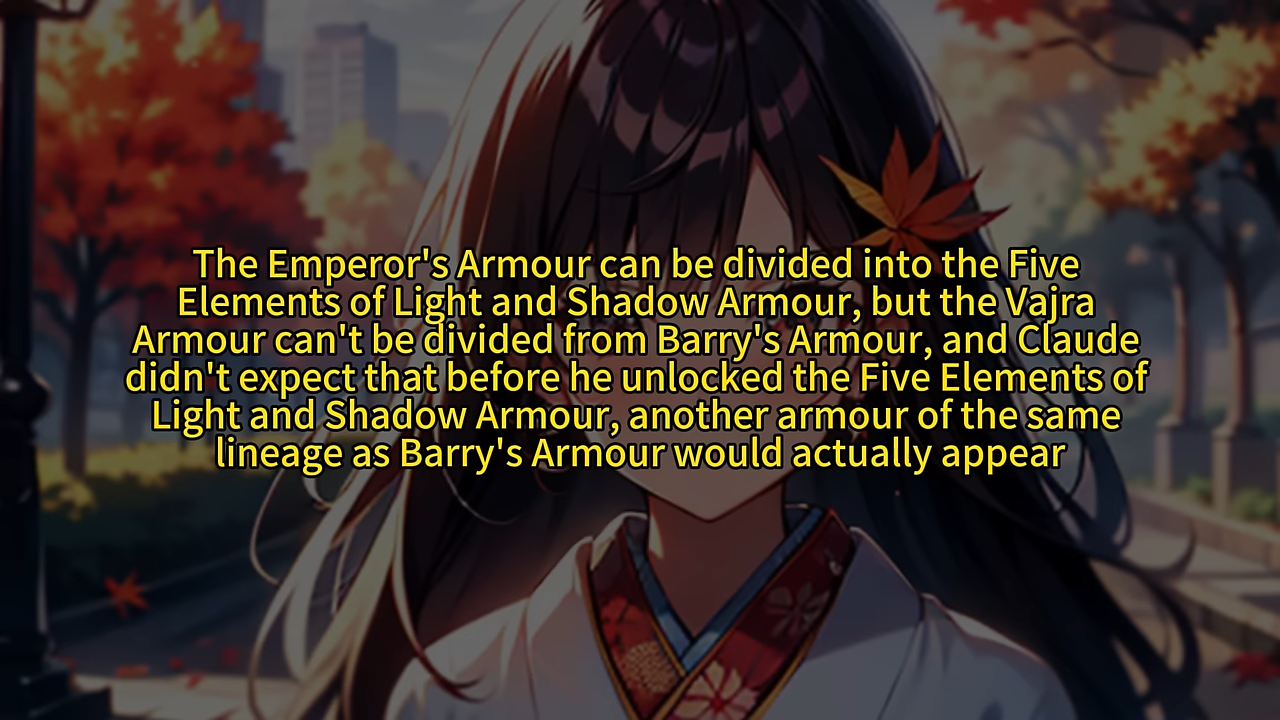 The Emperor's Armour can be divided into the Five
Elements of Light and Shadow Armour, but the Vajra
Armour can't be divided from Barry's Armour, and Claude
didn't expect that before he unlocked the Five Elements of
Light and Shadow Armour, another armour of the same
lineage as Barry's Armour would actually appear